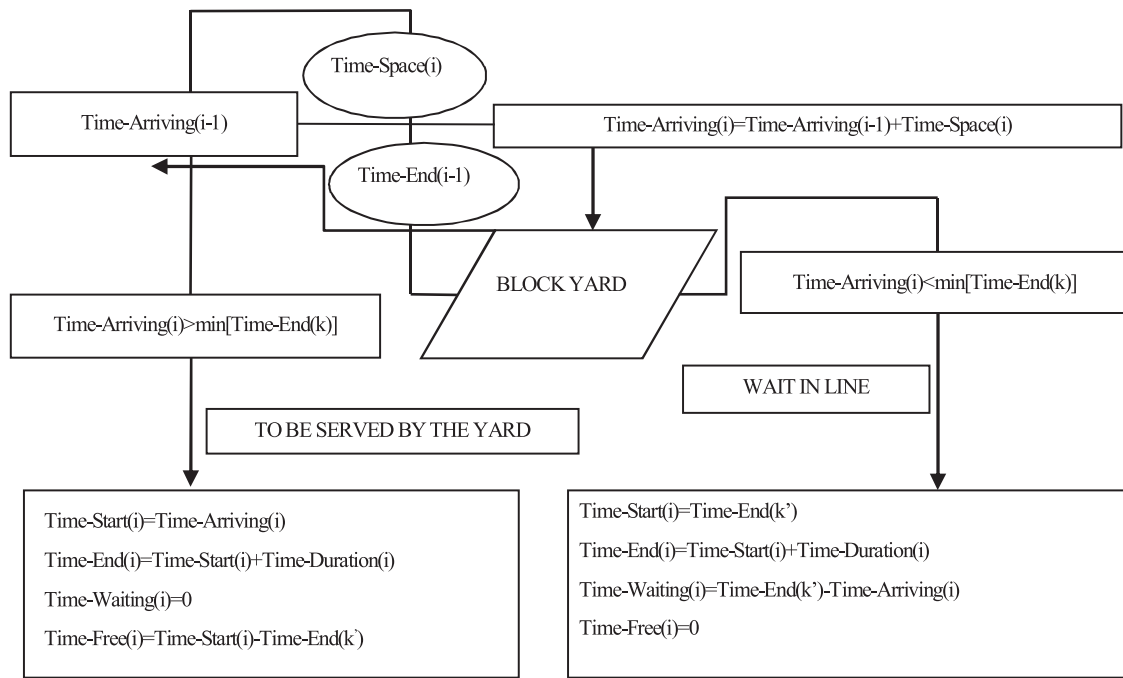 Time-Space(i)
Time-Arriving(i-1)
Time-Arriving(i)=Time-Arriving(i-1)+Time-Space(i)
Time-End(i-1)
BLOCK YARD
Time-Arriving(i)<min[Time-End(k)]
Time-Arriving(i)>min[Time-End(k)]
WAIT IN LINE
TO BE SERVED BY THE YARD
Time-Start(i)=Time-Arriving(i)
Time-End(i)=Time-Start(i)+Time-Duration(i)
Time-Waiting(i)=0
Time-Free(i)=Time-Start(i)-Time-End(k’)
Time-Start(i)=Time-End(k’)
Time-End(i)=Time-Start(i)+Time-Duration(i)
Time-Waiting(i)=Time-End(k’)-Time-Arriving(i)
Time-Free(i)=0